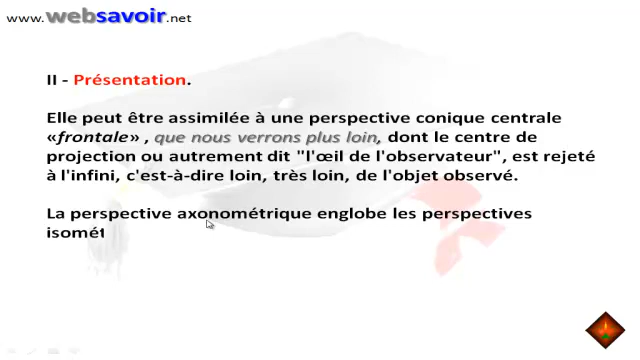 www.websavoir.net
II - Présentation.
Elle peut être assimilée à une perspective conique centrale
«frontale» , que nous verrons plus loin, dont le centre de
projection ou autrement dit "l'œil de l'observateur", est rejeté
à l'infini, c'est-à-dire loin, très loin, de l'objet observé.
La perspective axonométrique englobe les perspectives
isomét